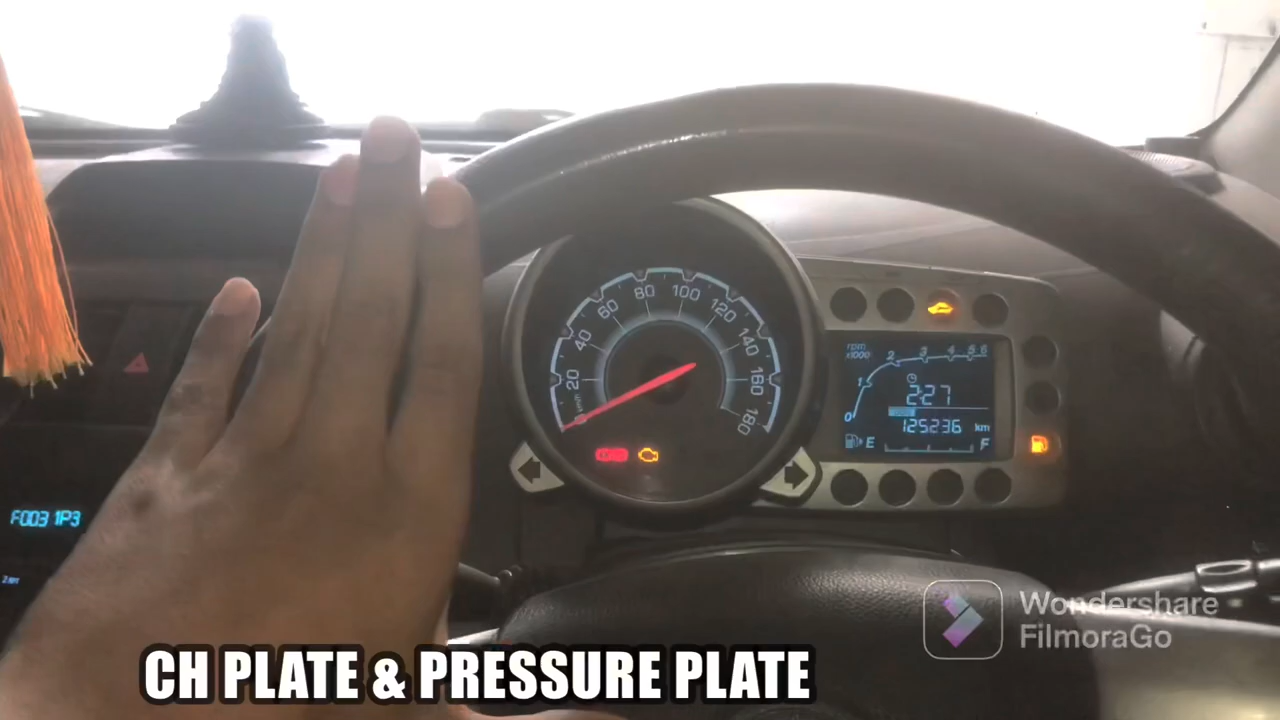 20
40
60
80
100
120
140
160
180
rpm
x1000
0 1 2 3 4 5 6
2:27
125236 km
E F
F003 1P3
Wondershare
FilmoraGo
CH PLATE & PRESSURE PLATE